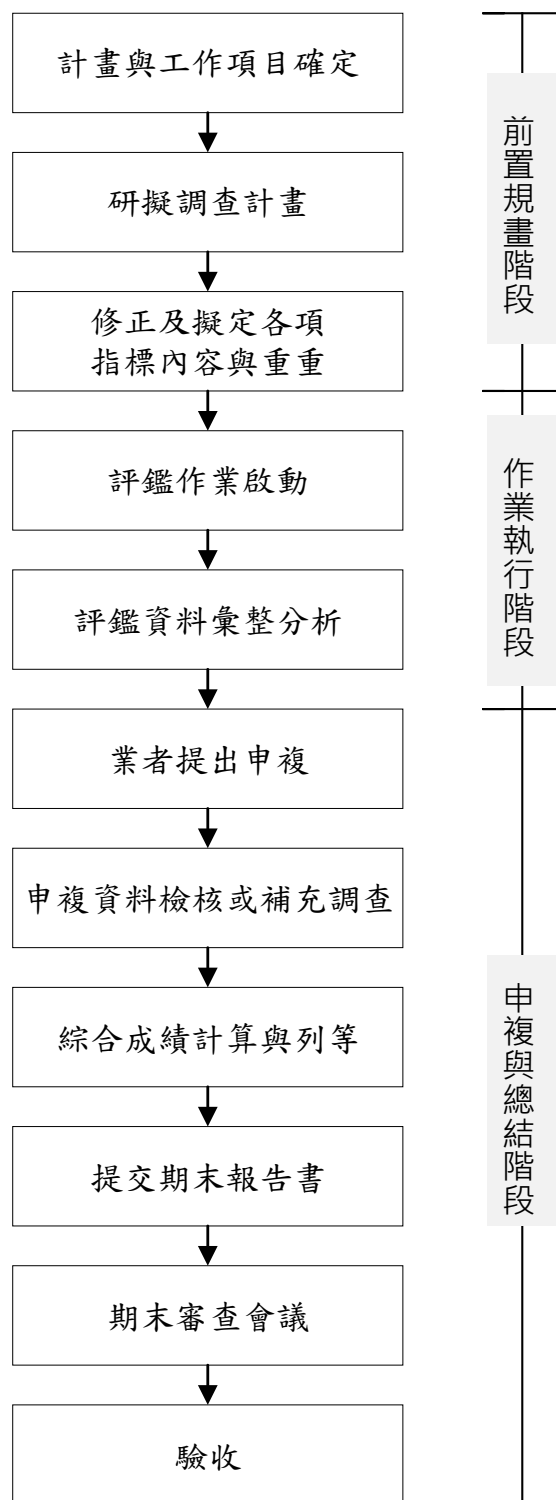 計畫與工作項目確定
研擬調查計畫
修正及擬定各項
指標內容與重重
評鑑作業啟動
評鑑資料彙整分析
業者提出申複
申複資料檢核或補充調查
綜合成績計算與列等
提交期末報告書
期末審查會議
驗收
前置規畫階段
作業執行階段
申複與總結階段